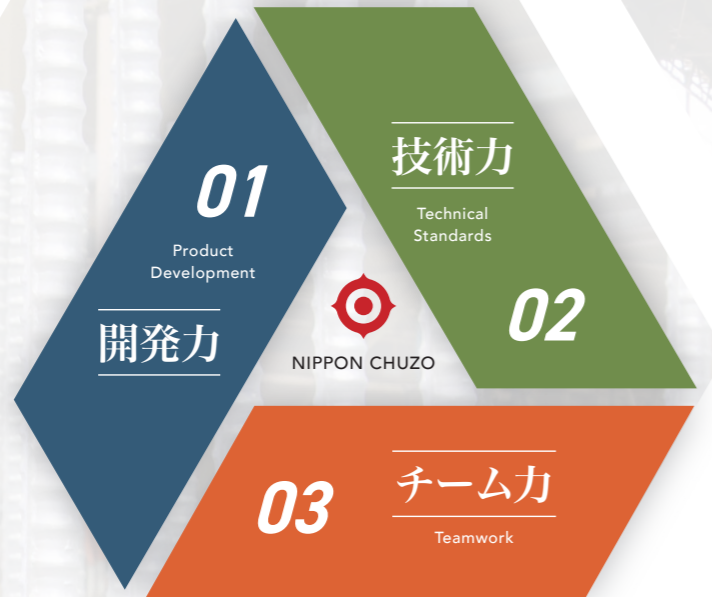 01
Product
Development
開発力
技術力
Technical
Standards
02
NIPPON CHUZO
03
チーム力
Teamwork